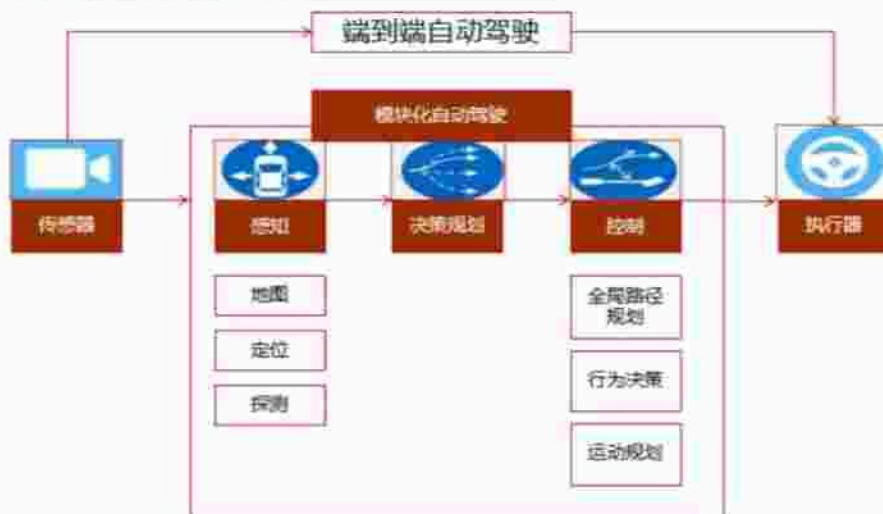 端到端自动驾驶
模块化自动驾驶
传感器
感知
决策规划
控制
执行器
地图
定位
探测
全局路径
规划
行为决策
运动规划